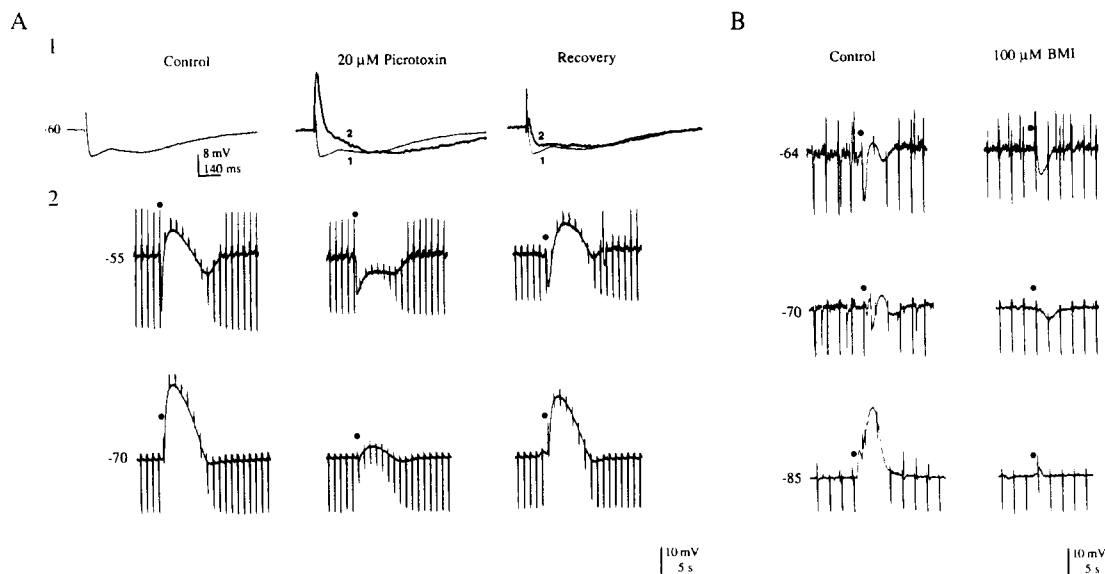 A
B
1
Control
20 µM Picrotoxin
Recovery
Control
100 µM BMI
-60
2
1
2
1
8 mV
140 ms
-64
2
-55
-70
-70
-85
10 mV
5 s
10 mV
5 s